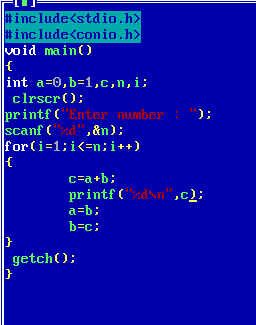 #include<stdio.h>
#include<conio.h>
void main()
{
int a=0,b=1,c,n,i;
 clrscr();
printf("Enter number : ");
scanf("%d",&n);
for(i=1;i<=n;i++)
{
        c=a+b;
        printf("%d\n",c);
        a=b;
        b=c;
}
 getch();
}